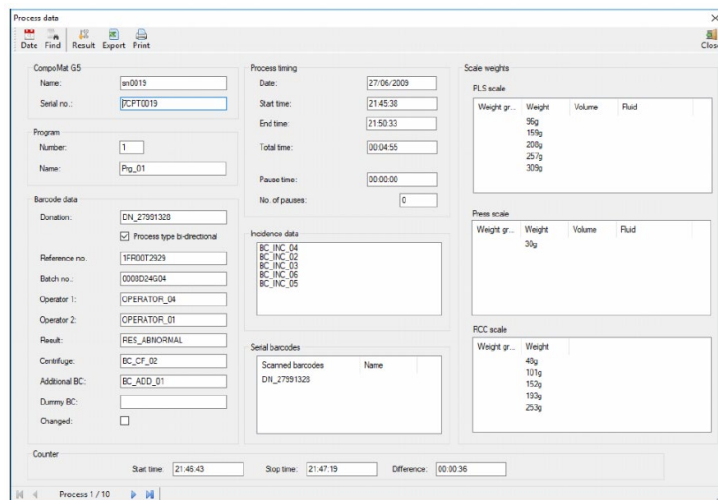 Process data
Date Find Result Export Print Close
CompoMat G5
Name: sn0019
Serial no.: 7CPT0019
Program
Number: 1
Name: Prg_01
Barcode data
Donation: DN_27991328
Process type bi-directional
Reference no. 1FR00T2929
Batch no.: 0008D24G04
Operator 1: OPERATOR_04
Operator 2: OPERATOR_01
Result: RES_ABNORMAL
Centrifuge: BC_CF_02
Additional BC: BC_ADD_01
Dummy BC:
Changed:
Process timing
Date: 27/06/2009
Start time: 21:45:38
End time: 21:50:33
Total time: 00:04:55
Pause time: 00:00:00
No. of pauses: 0
Incidence data
BC_INC_04
BC_INC_02
BC_INC_03
BC_INC_06
BC_INC_05
Serial barcodes
Scanned barcodes Name
DN_27991328
Scale weights
PLS scale
Weight gr... Weight Volume Fluid
96g
159g
208g
257g
309g
Press scale
Weight gr... Weight Volume Fluid
30g
RCC scale
Weight gr... Weight
48g
101g
152g
193g
253g
Counter
Start time: 21:46:43 Stop time: 21:47:19 Difference: 00:00:36
Process 1 / 10